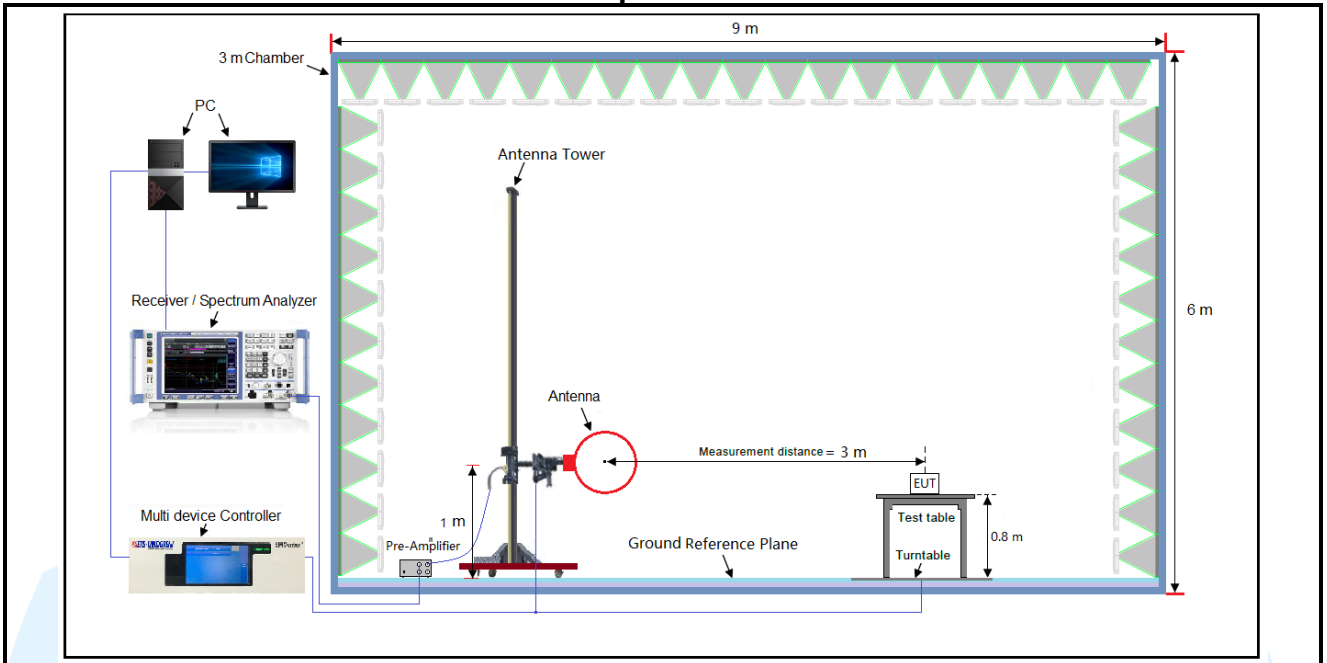 9 m
3 m Chamber
PC
Antenna Tower
Receiver / Spectrum Analyzer
6 m
Antenna
Measurement distance = 3 m
EUT
Multi device Controller
1 m
Test table
0.8 m
Pre-Amplifier
Ground Reference Plane
Turntable